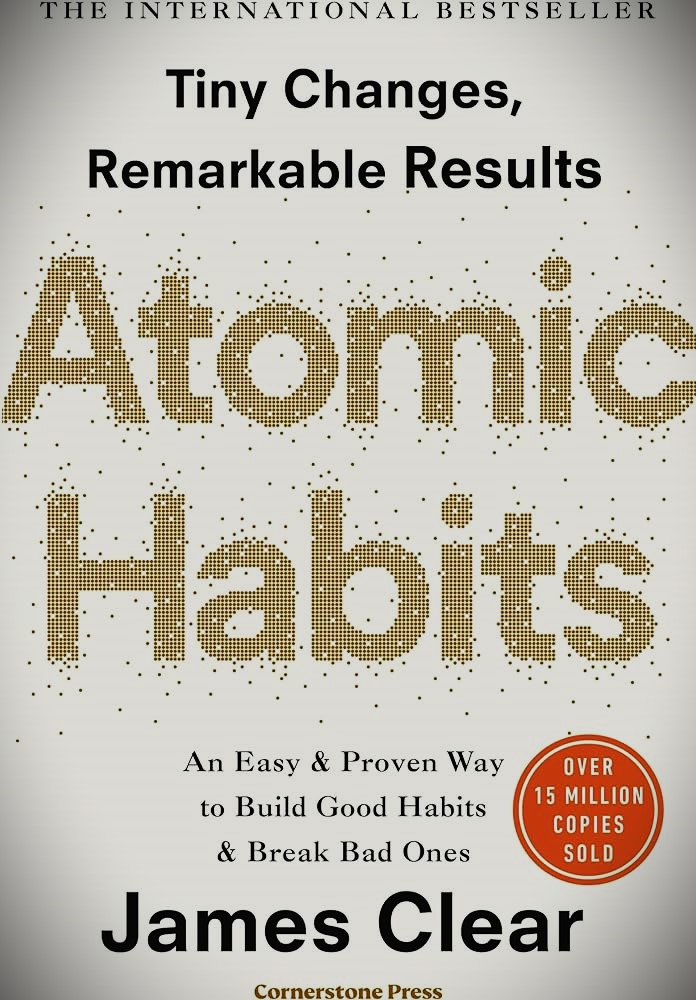 THE INTERNATIONAL BESTSELLER
Tiny Changes,
Remarkable Results
Atomic
Habits
An Easy & Proven Way
to Build Good Habits
& Break Bad Ones
OVER
15 MILLION
COPIES
SOLD
James Clear
Cornerstone Press